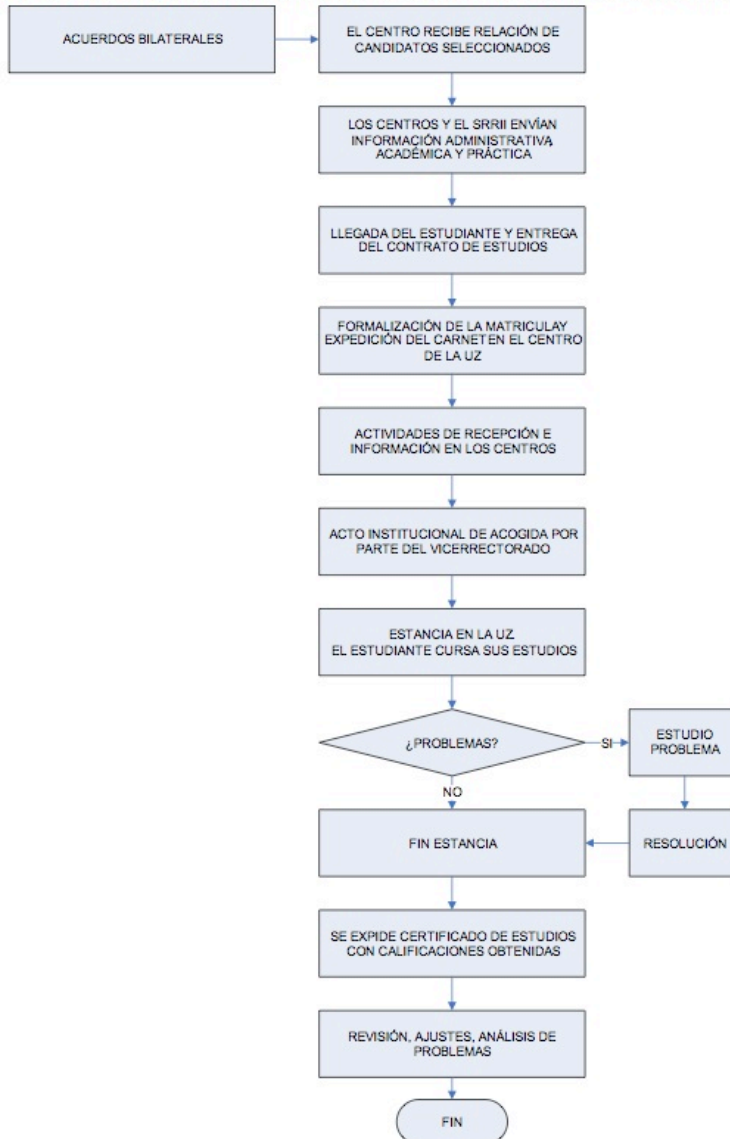 ACUERDOS BILATERALES
EL CENTRO RECIBE RELACIÓN DE
CANDIDATOS SELECCIONADOS
LOS CENTROS Y EL SRRII ENVÍAN
INFORMACIÓN ADMINISTRATIVA,
ACADÉMICA Y PRÁCTICA
LLEGADA DEL ESTUDIANTE Y ENTREGA
DEL CONTRATO DE ESTUDIOS
FORMALIZACIÓN DE LA MATRICULAY
EXPEDICIÓN DEL CARNET EN EL CENTRO
DE LA UZ
ACTIVIDADES DE RECEPCIÓN E
INFORMACIÓN EN LOS CENTROS
ACTO INSTITUCIONAL DE ACOGIDA POR
PARTE DEL VICERRECTORADO
ESTANCIA EN LA UZ
EL ESTUDIANTE CURSA SUS ESTUDIOS
¿PROBLEMAS?
SI
ESTUDIO
PROBLEMA
NO
FIN ESTANCIA
RESOLUCIÓN
SE EXPIDE CERTIFICADO DE ESTUDIOS
CON CALIFICACIONES OBTENIDAS
REVISIÓN, AJUSTES, ANÁLISIS DE
PROBLEMAS
FIN